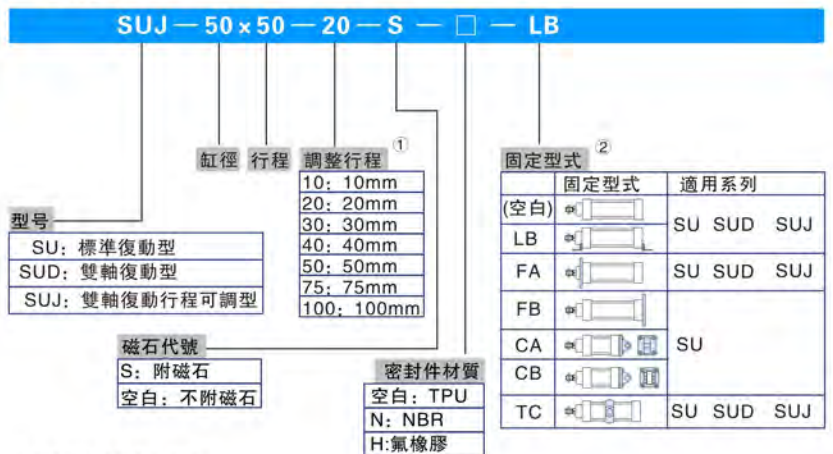 SUJ — 50 × 50 — 20 — S — □ — LB
缸徑 行程 調整行程 ①
10: 10mm
20: 20mm
30: 30mm
40: 40mm
50: 50mm
75: 75mm
100: 100mm
型号
SU: 標準復動型
SUD: 雙軸復動型
SUJ: 雙軸復動行程可調型
磁石代號
S: 附磁石
空白: 不附磁石
密封件材質
空白: TPU
N: NBR
H:氟橡膠
固定型式 ②
固定型式 適用系列
(空白)
LB
SU SUD SUJ
FA SU SUD SUJ
FB
CA
CB
SU
TC SU SUD SUJ